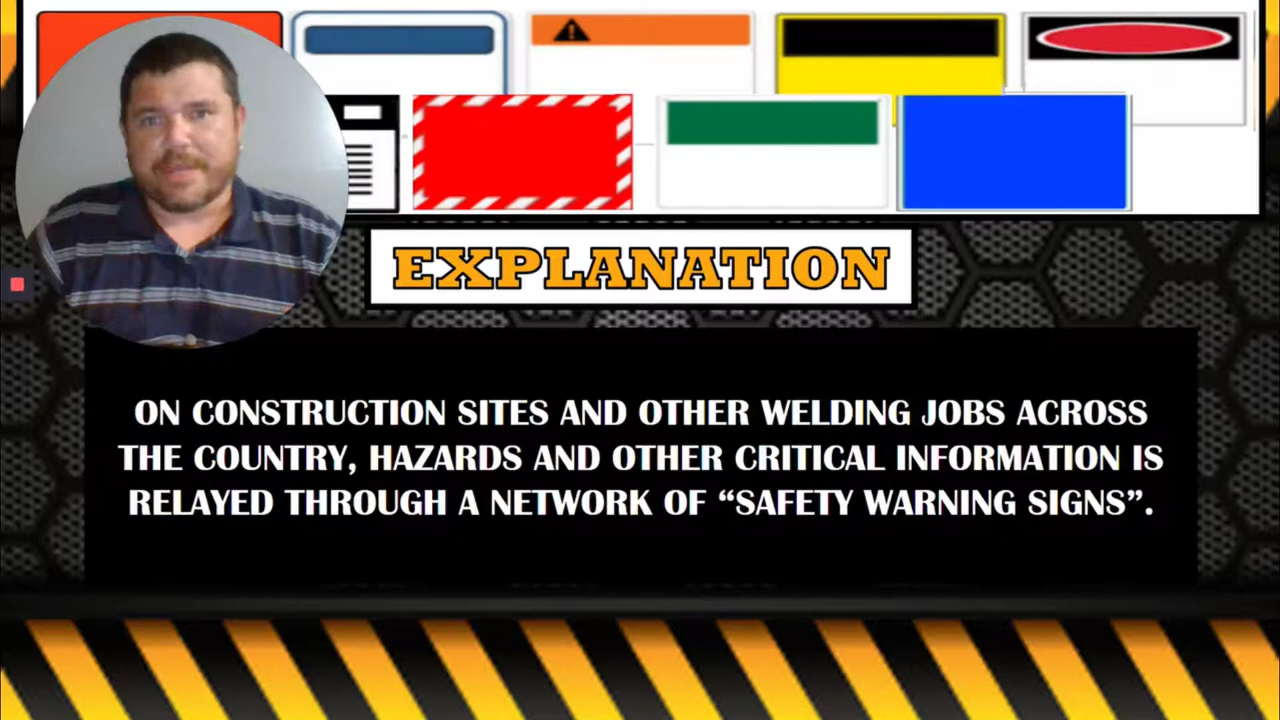 EXPLANATION
ON CONSTRUCTION SITES AND OTHER WELDING JOBS ACROSS
THE COUNTRY, HAZARDS AND OTHER CRITICAL INFORMATION IS
RELAYED THROUGH A NETWORK OF “SAFETY WARNING SIGNS”.